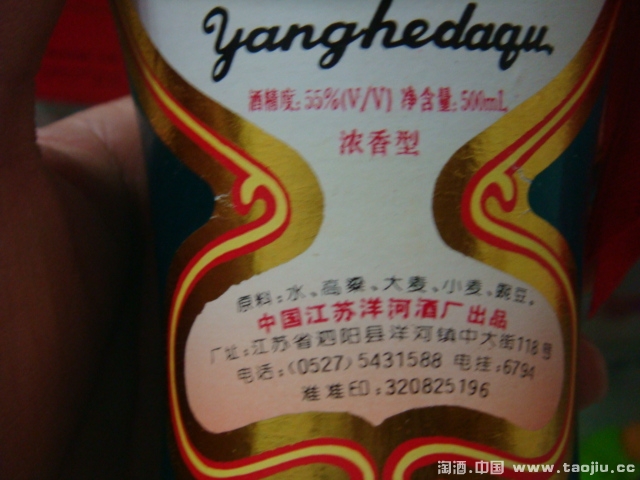 Yanghedaqu.
酒精度:55%(V/V) 净含量:500mL
浓香型
原料:水、高粱、大麦、小麦、豌豆。
中国江苏洋河酒厂出品
厂址:江苏省泗阳县洋河镇中大街118号
电话:(0527)5431588 电挂:6794
准准印:320825196
淘酒.中国 www.taojiu.cc